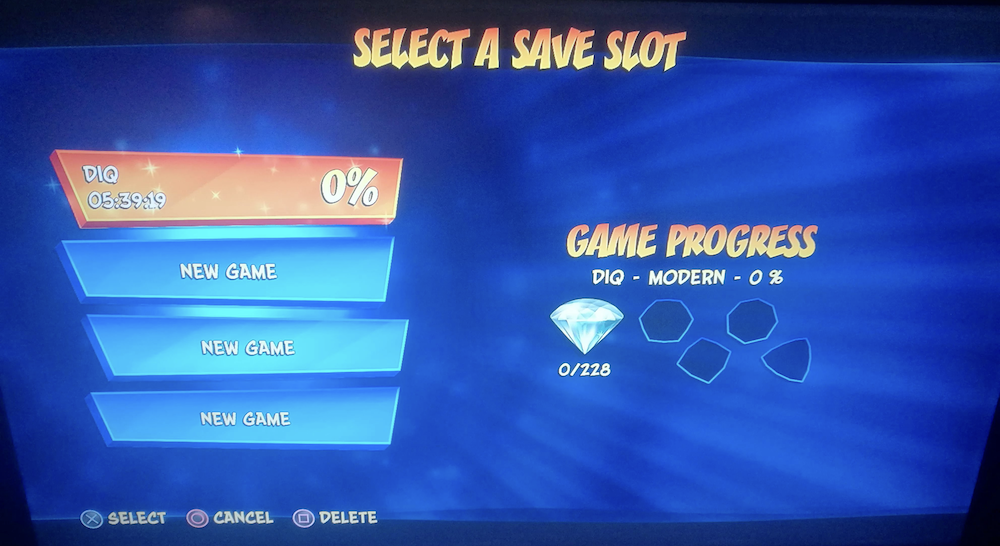 SELECT A SAVE SLOT
DIQ
05:39:19
0%
NEW GAME
NEW GAME
NEW GAME
GAME PROGRESS
DIQ - MODERN - 0 %
0/228
SELECT CANCEL DELETE